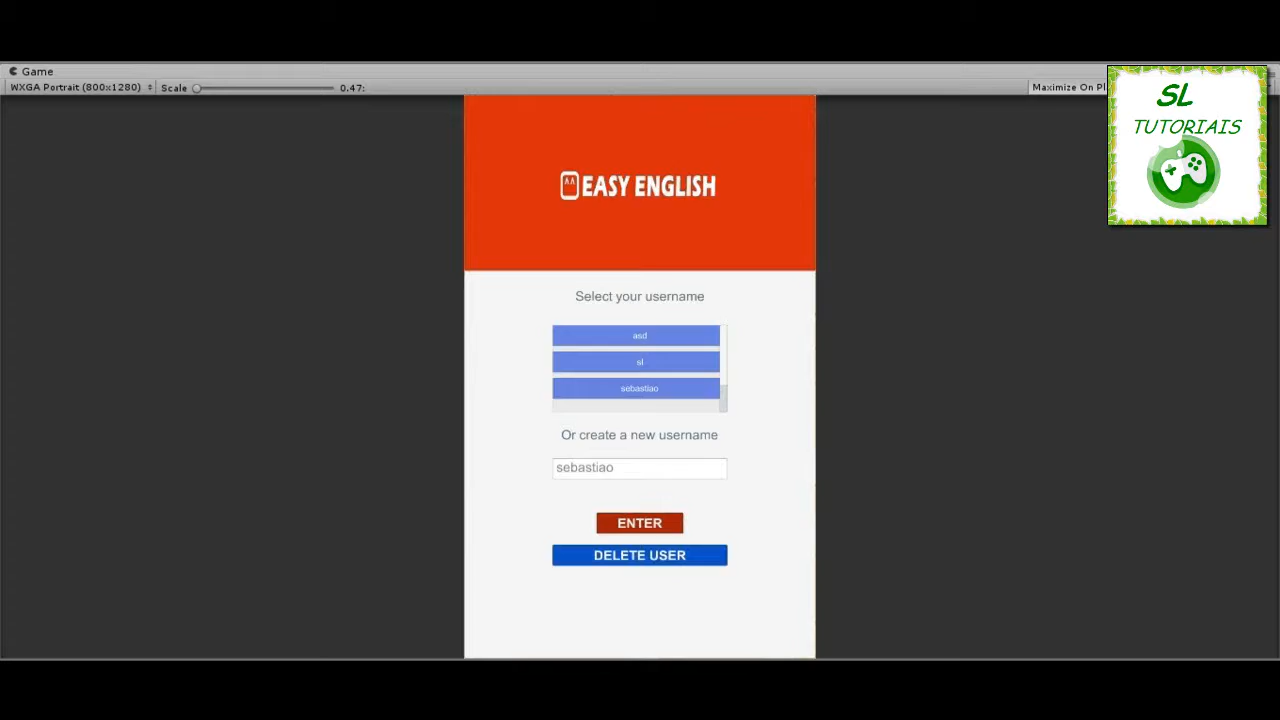 Game
WXGA Portrait (800x1280)
Scale
0.47:
Maximize On Pl
SL
TUTORIAIS
EASY ENGLISH
Select your username
asd
sl
sebastiao
Or create a new username
sebastiao
ENTER
DELETE USER